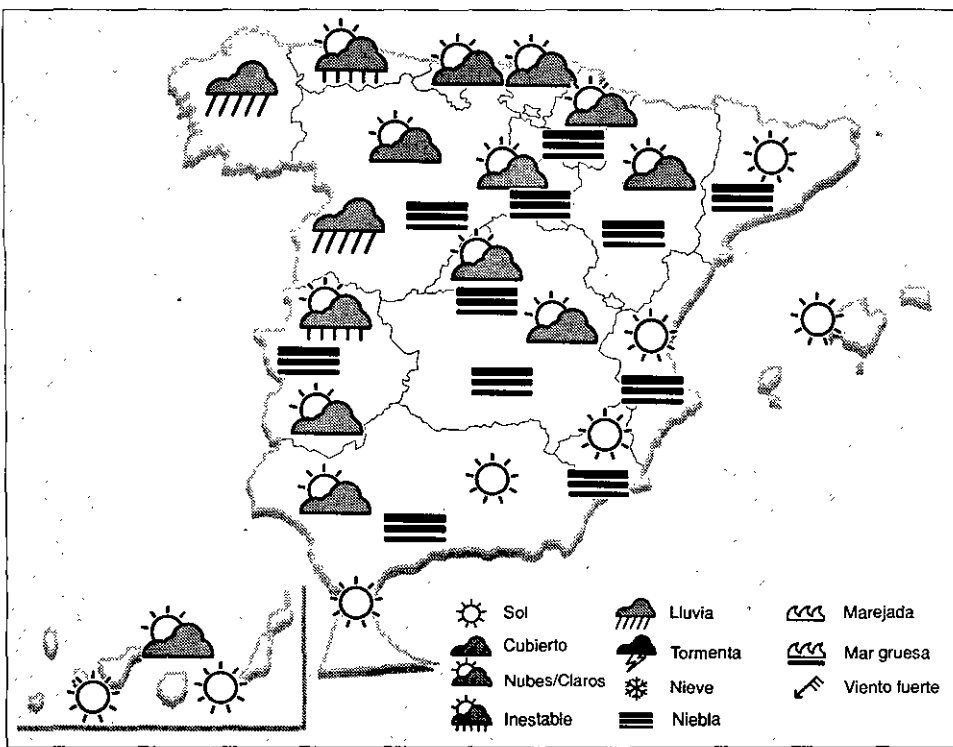 Sol
Cubierto
Nubes/Claros
Inestable
Lluvia
Tormenta
Nieve
Niebla
Marejada
Mar gruesa
Viento fuerte